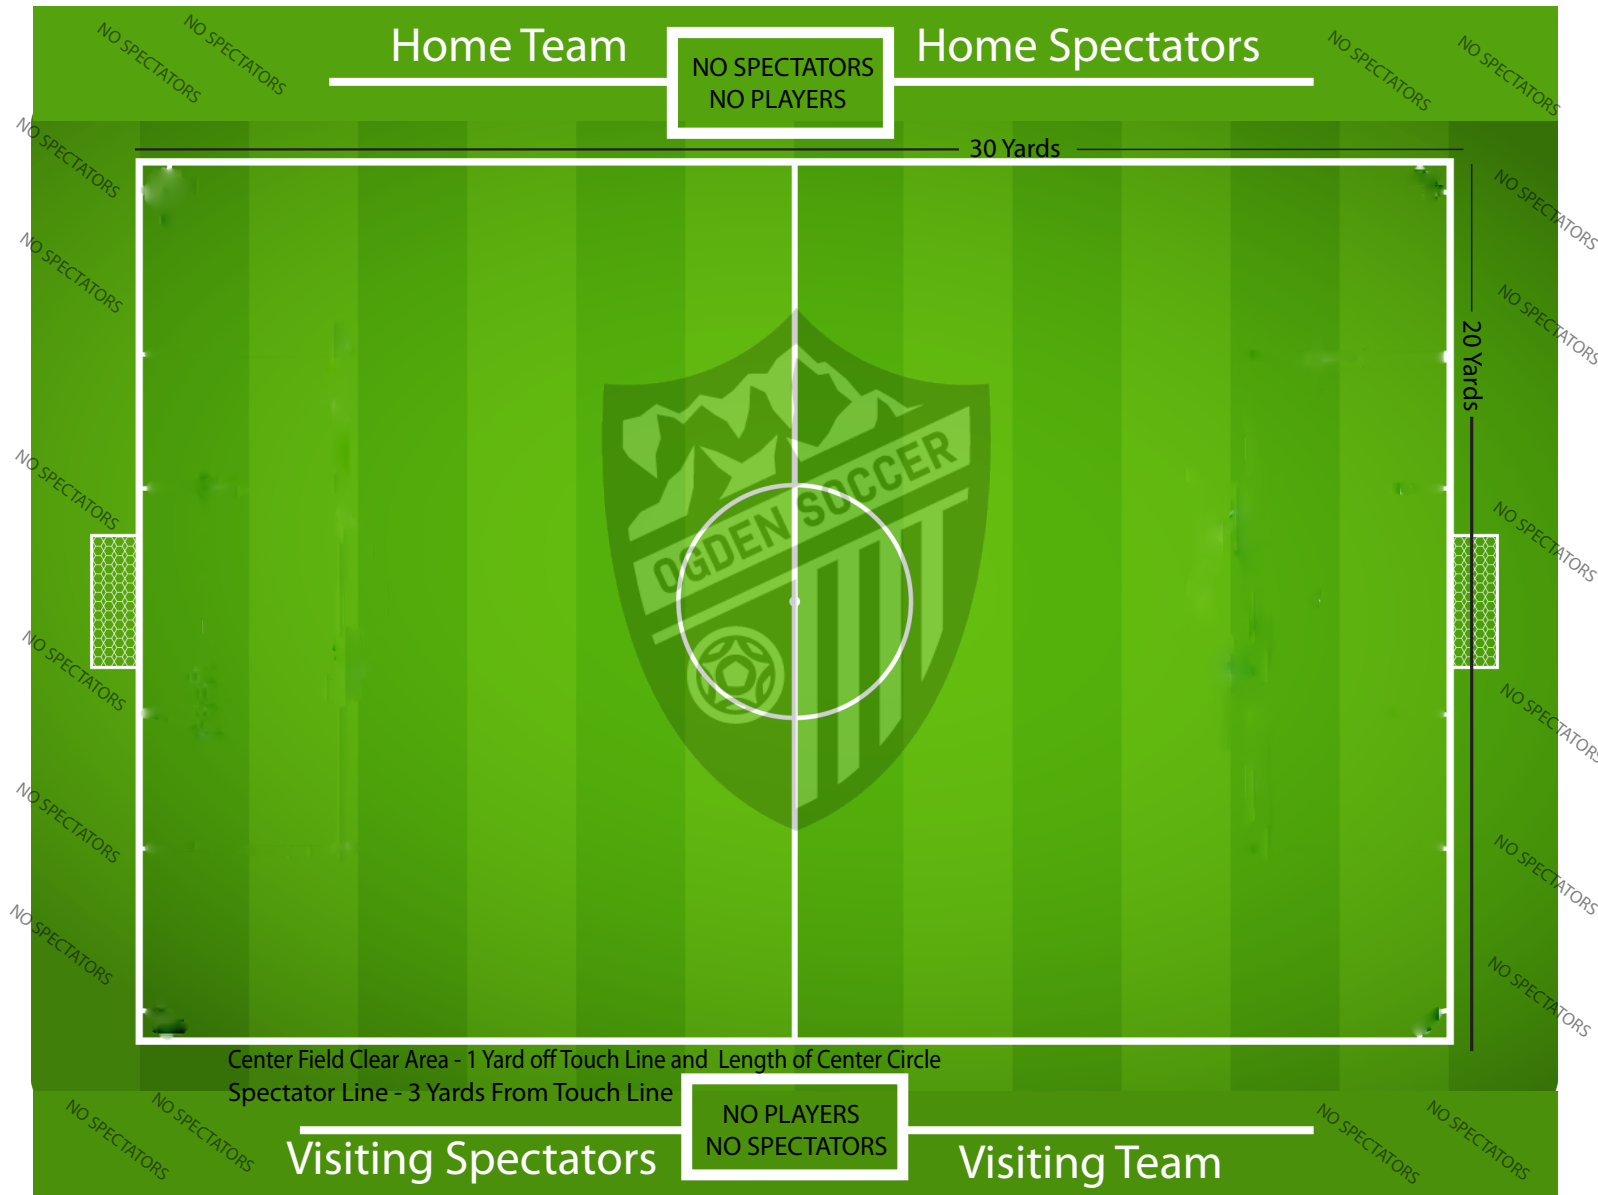 Home Team
Home Spectators
NO SPECTATORS
NO PLAYERS
NO SPECTATORS
NO SPECTATORS
NO SPECTATORS
NO SPECTATORS
30 Yards
20 Yards
NO SPECTATORS
NO SPECTATORS
NO SPECTATORS
NO SPECTATORS
NO SPECTATORS
NO SPECTATORS
OGDEN SOCCER
NO SPECTATORS
NO SPECTATORS
NO SPECTATORS
NO SPECTATORS
NO SPECTATORS
NO SPECTATORS
Center Field Clear Area - 1 Yard off Touch Line and Length of Center Circle
Spectator Line - 3 Yards From Touch Line
NO PLAYERS
NO SPECTATORS
Visiting Spectators
Visiting Team
NO SPECTATORS
NO SPECTATORS
NO SPECTATORS
NO SPECTATORS